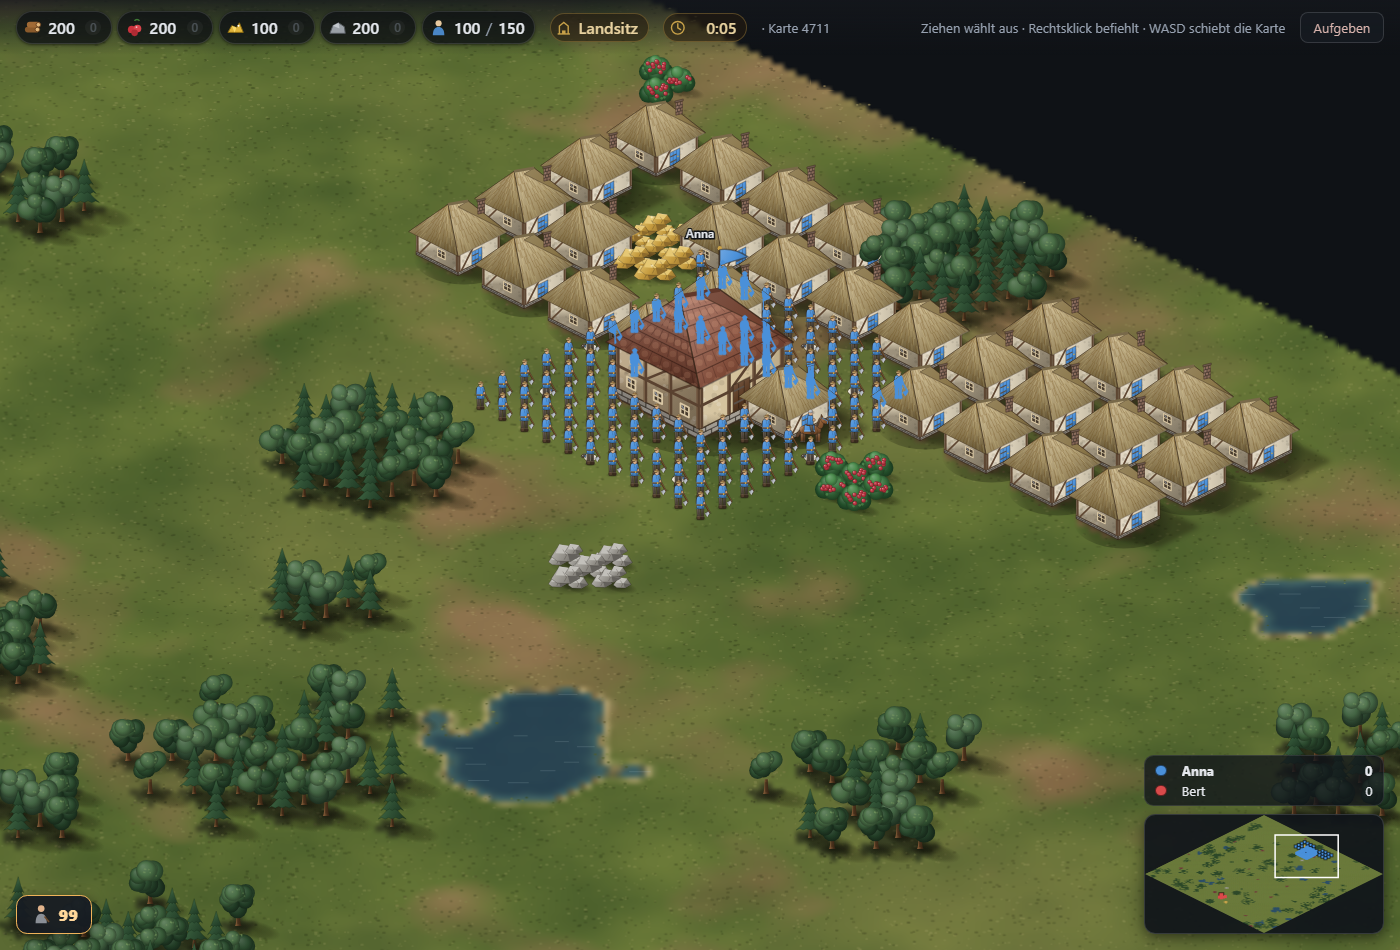 200 0 200 0 100 0 200 0 100 / 150 Landsitz 0:05 · Karte 4711 Ziehen wählt aus · Rechtsklick befiehlt · WASD schiebt die Karte Aufgeben
Anna
Anna 0
Bert 0
99